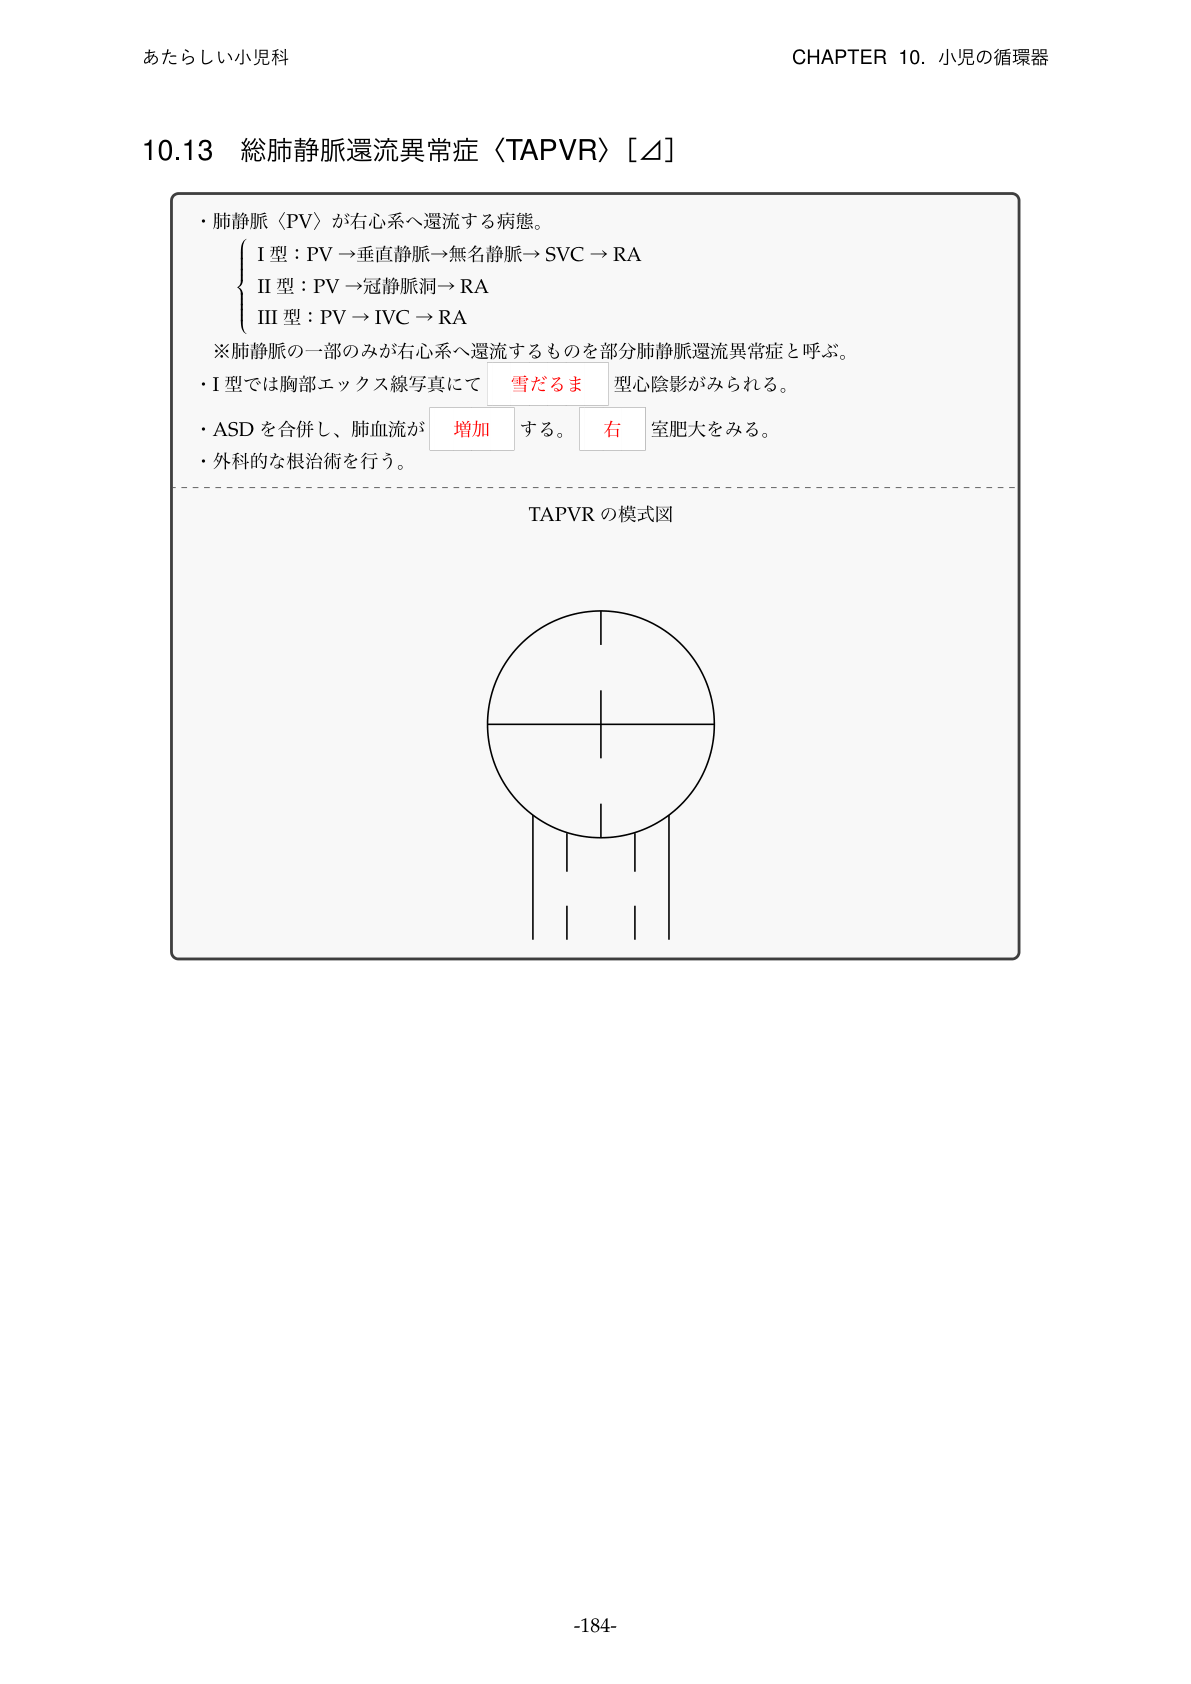 あたらしい小児科
CHAPTER 10. 小児の循環器
10.13 総肺静脈還流異常症〈TAPVR〉[⊿]
・肺静脈〈PV〉が右心系へ還流する病態。
I 型：PV →垂直静脈→無名静脈→ SVC → RA
II 型：PV →冠静脈洞→ RA
III 型：PV → IVC → RA
※肺静脈の一部のみが右心系へ還流するものを部分肺静脈還流異常症と呼ぶ。
・I 型では胸部エックス線写真にて 雪だるま 型心陰影がみられる。
・ASD を合併し、肺血流が 増加 する。 右 室肥大をみる。
・外科的な根治術を行う。
TAPVR の模式図
-184-